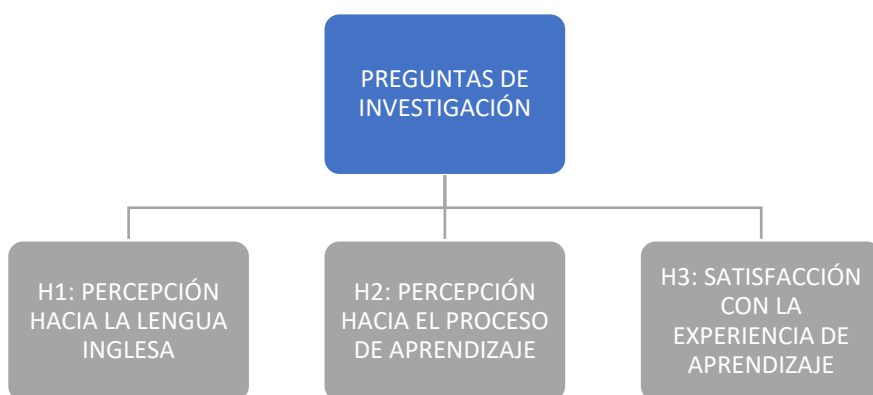 PREGUNTAS DE
INVESTIGACIÓN
H1: PERCEPCIÓN
HACIA LA LENGUA
INGLESA
H2: PERCEPCIÓN
HACIA EL PROCESO
DE APRENDIZAJE
H3: SATISFACCIÓN
CON LA
EXPERIENCIA DE
APRENDIZAJE